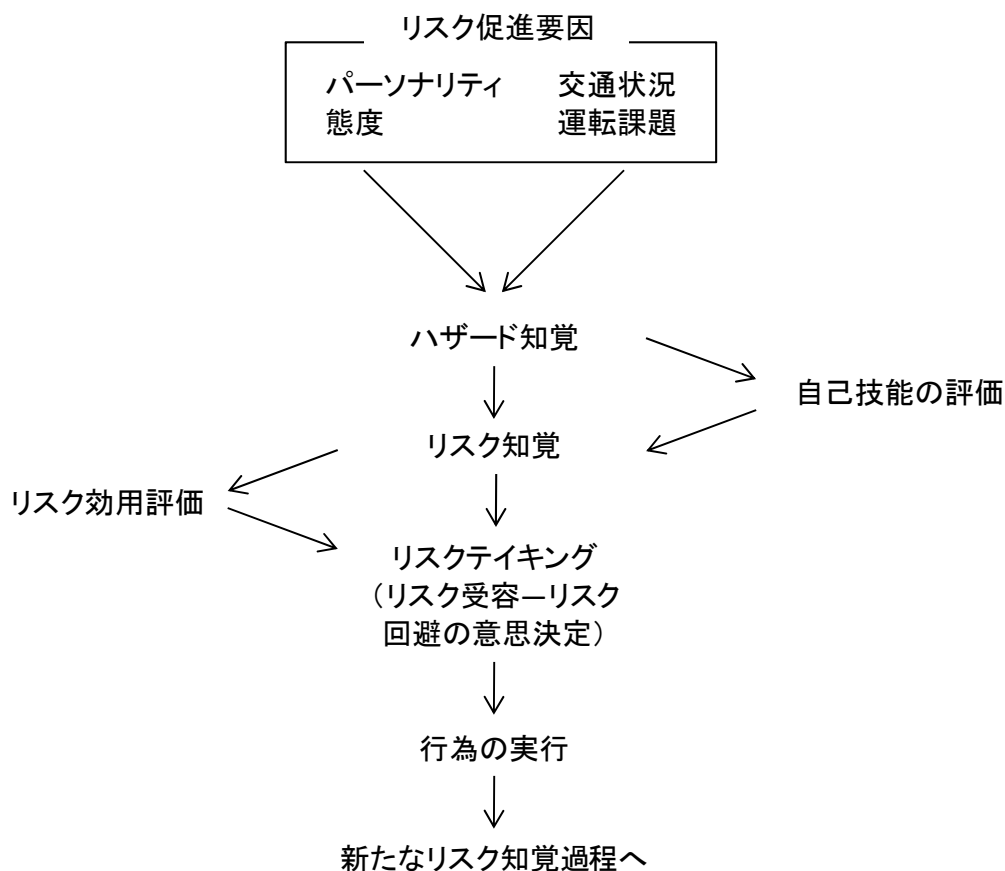 リスク促進要因
パーソナリティ 交通状況
態度 運転課題
ハザード知覚
自己技能の評価
リスク知覚
リスク効用評価
リスクテイキング
（リスク受容―リスク
回避の意思決定）
行為の実行
新たなリスク知覚過程へ